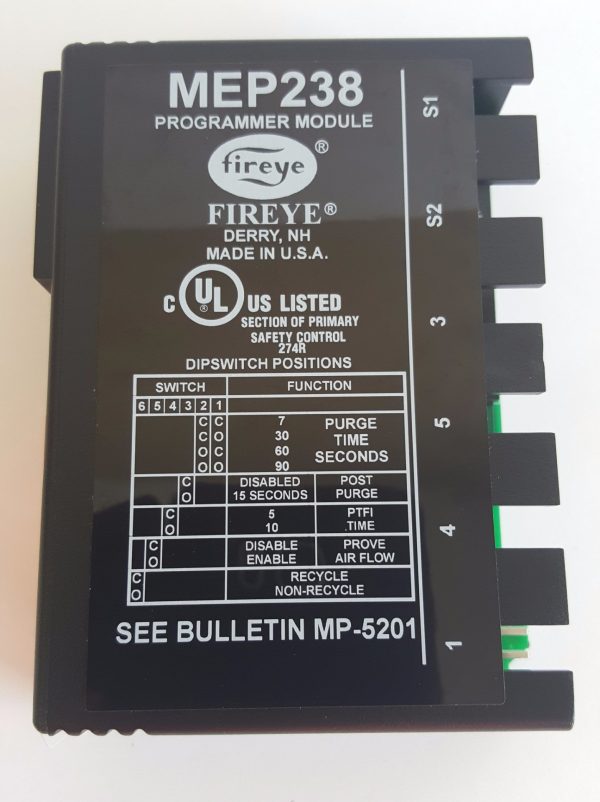 MEP238
PROGRAMMER MODULE
fireye ®
FIREYE®
DERRY, NH
MADE IN U.S.A.
C UL ® US LISTED
SECTION OF PRIMARY
SAFETY CONTROL
274R
DIPSWITCH POSITIONS
SWITCH FUNCTION
6 5 4 3 2 1
C C 7 PURGE
C O 30 TIME
O C 60 SECONDS
O O 90
C DISABLED POST
O 15 SECONDS PURGE
C 5 PTFI
O 10 TIME
C DISABLE PROVE
O ENABLE AIR FLOW
C RECYCLE
O NON-RECYCLE
SEE BULLETIN MP-5201
S1
S2
3
5
4
1